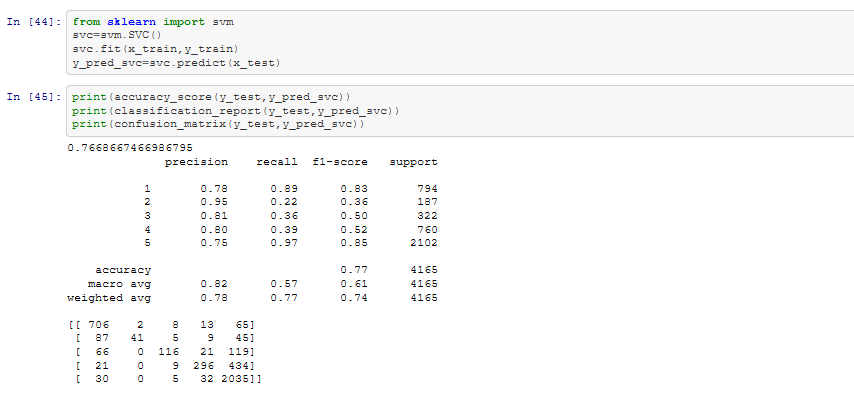 In [44]: from sklearn import svm
svc=svm.SVC()
svc.fit(x_train,y_train)
y_pred_svc=svc.predict(x_test)
In [45]: print(accuracy_score(y_test,y_pred_svc))
print(classification_report(y_test,y_pred_svc))
print(confusion_matrix(y_test,y_pred_svc))
0.7668667466986795
precision recall f1-score support
1 0.78 0.89 0.83 794
2 0.95 0.22 0.36 187
3 0.81 0.36 0.50 322
4 0.80 0.39 0.52 760
5 0.75 0.97 0.85 2102
accuracy 0.77 4165
macro avg 0.82 0.57 0.61 4165
weighted avg 0.78 0.77 0.74 4165
[[ 706 2 8 13 65]
[ 87 41 5 9 45]
[ 66 0 116 21 119]
[ 21 0 9 296 434]
[ 30 0 5 32 2035]]